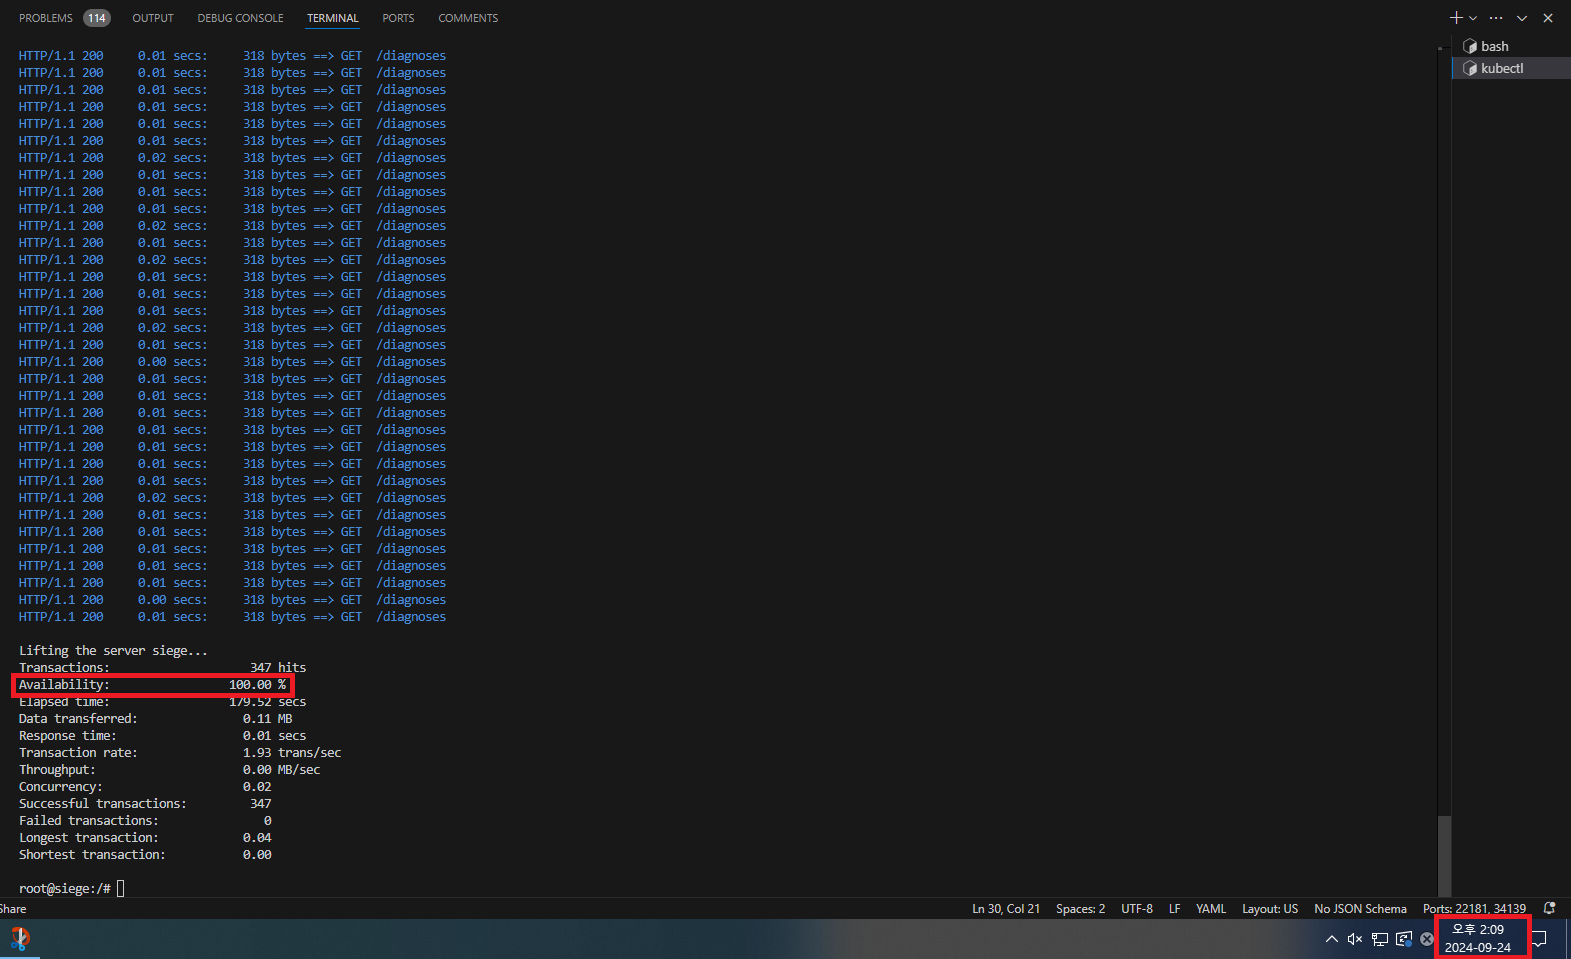 PROBLEMS 114 OUTPUT DEBUG CONSOLE TERMINAL PORTS COMMENTS
bash
kubectl
HTTP/1.1 200 0.01 secs: 318 bytes ==> GET /diagnoses
HTTP/1.1 200 0.01 secs: 318 bytes ==> GET /diagnoses
HTTP/1.1 200 0.01 secs: 318 bytes ==> GET /diagnoses
HTTP/1.1 200 0.01 secs: 318 bytes ==> GET /diagnoses
HTTP/1.1 200 0.01 secs: 318 bytes ==> GET /diagnoses
HTTP/1.1 200 0.01 secs: 318 bytes ==> GET /diagnoses
HTTP/1.1 200 0.02 secs: 318 bytes ==> GET /diagnoses
HTTP/1.1 200 0.01 secs: 318 bytes ==> GET /diagnoses
HTTP/1.1 200 0.01 secs: 318 bytes ==> GET /diagnoses
HTTP/1.1 200 0.01 secs: 318 bytes ==> GET /diagnoses
HTTP/1.1 200 0.02 secs: 318 bytes ==> GET /diagnoses
HTTP/1.1 200 0.01 secs: 318 bytes ==> GET /diagnoses
HTTP/1.1 200 0.02 secs: 318 bytes ==> GET /diagnoses
HTTP/1.1 200 0.01 secs: 318 bytes ==> GET /diagnoses
HTTP/1.1 200 0.01 secs: 318 bytes ==> GET /diagnoses
HTTP/1.1 200 0.01 secs: 318 bytes ==> GET /diagnoses
HTTP/1.1 200 0.02 secs: 318 bytes ==> GET /diagnoses
HTTP/1.1 200 0.01 secs: 318 bytes ==> GET /diagnoses
HTTP/1.1 200 0.00 secs: 318 bytes ==> GET /diagnoses
HTTP/1.1 200 0.01 secs: 318 bytes ==> GET /diagnoses
HTTP/1.1 200 0.01 secs: 318 bytes ==> GET /diagnoses
HTTP/1.1 200 0.01 secs: 318 bytes ==> GET /diagnoses
HTTP/1.1 200 0.01 secs: 318 bytes ==> GET /diagnoses
HTTP/1.1 200 0.01 secs: 318 bytes ==> GET /diagnoses
HTTP/1.1 200 0.01 secs: 318 bytes ==> GET /diagnoses
HTTP/1.1 200 0.01 secs: 318 bytes ==> GET /diagnoses
HTTP/1.1 200 0.02 secs: 318 bytes ==> GET /diagnoses
HTTP/1.1 200 0.01 secs: 318 bytes ==> GET /diagnoses
HTTP/1.1 200 0.01 secs: 318 bytes ==> GET /diagnoses
HTTP/1.1 200 0.01 secs: 318 bytes ==> GET /diagnoses
HTTP/1.1 200 0.01 secs: 318 bytes ==> GET /diagnoses
HTTP/1.1 200 0.01 secs: 318 bytes ==> GET /diagnoses
HTTP/1.1 200 0.00 secs: 318 bytes ==> GET /diagnoses
HTTP/1.1 200 0.01 secs: 318 bytes ==> GET /diagnoses
Lifting the server siege...
Transactions: 347 hits
Availability: 100.00 %
Elapsed time: 179.52 secs
Data transferred: 0.11 MB
Response time: 0.01 secs
Transaction rate: 1.93 trans/sec
Throughput: 0.00 MB/sec
Concurrency: 0.02
Successful transactions: 347
Failed transactions: 0
Longest transaction: 0.04
Shortest transaction: 0.00
root@siege:/#
Share Ln 30, Col 21 Spaces: 2 UTF-8 LF YAML Layout: US No JSON Schema Ports: 22181, 34139
오후 2:09
2024-09-24